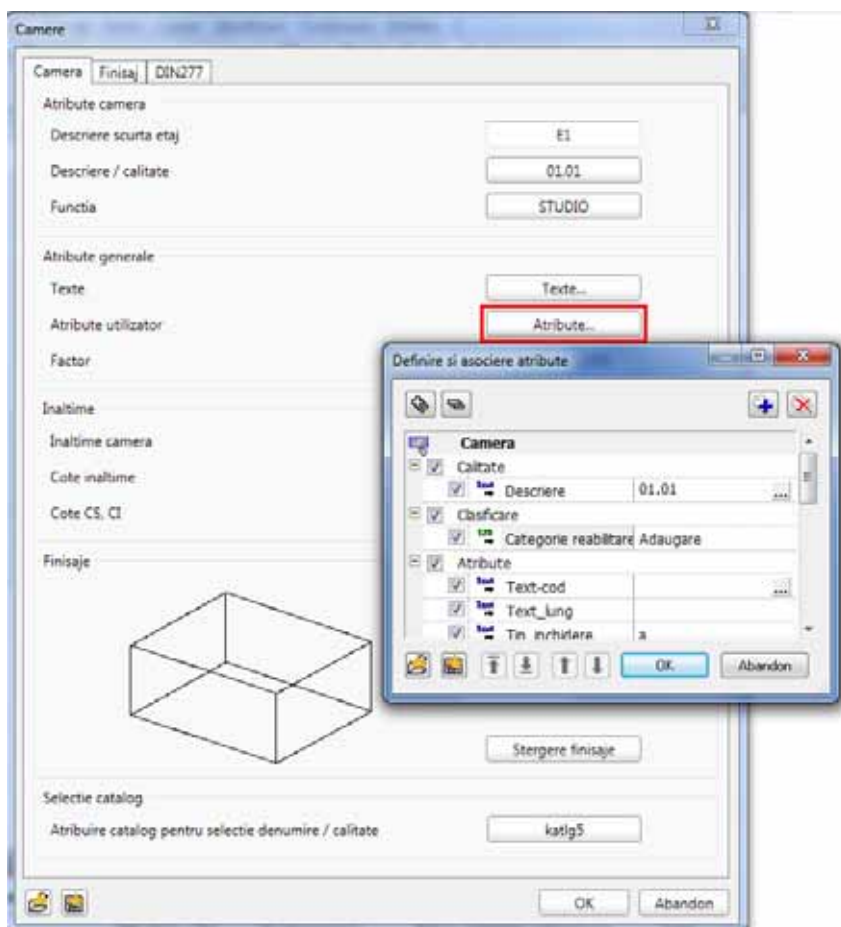 Camere
Camera Finisaj DIN277
Atribute camera
Descriere scurta etaj E1
Descriere / calitate 01.01
Functia STUDIO
Atribute generale
Texte Texte...
Atribute utilizator Atribute...
Factor
Inaltime
Inaltime camera
Cote inaltime
Cote CS, CI
Finisaje
Stergere finisaje
Selectie catalog
Atribuire catalog pentru selectie denumire / calitate katlg5
OK Abandon
Definire si asociere atribute
Camera
Calitate
Descriere 01.01 ...
Clasificare
Categorie reabilitare Adaugare
Atribute
Text-cod ...
Text_lung
Tip_inchidere a
OK Abandon